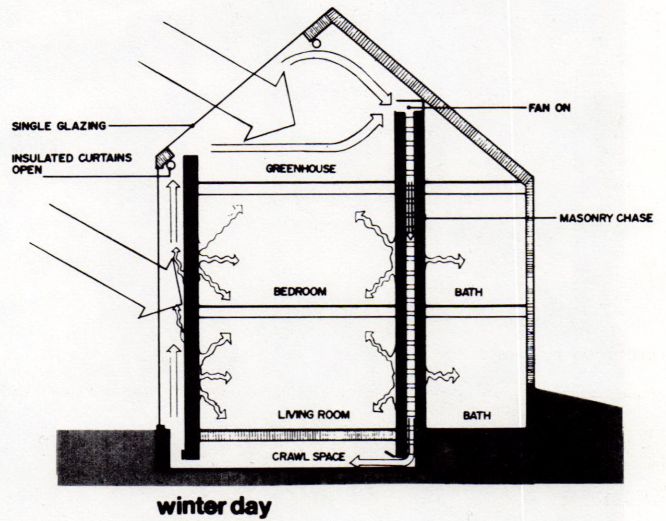 FAN ON
SINGLE GLAZING
INSULATED CURTAINS
OPEN
GREENHOUSE
MASONRY CHASE
BEDROOM
BATH
LIVING ROOM
BATH
CRAWL SPACE
winter day